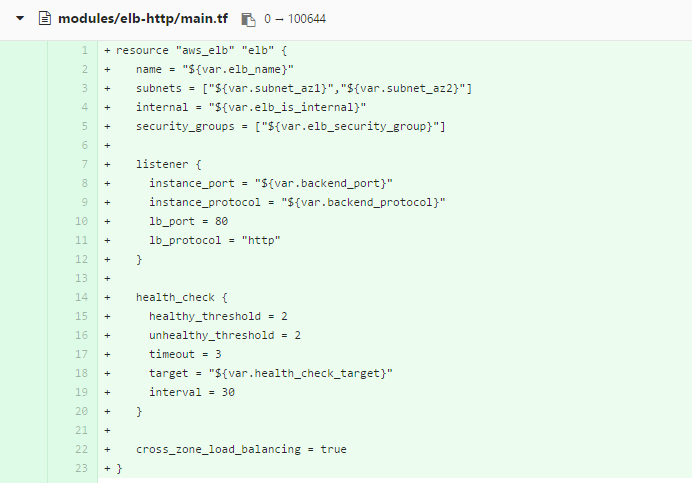 modules/elb-http/main.tf 0 → 100644
1 + resource "aws_elb" "elb" {
2 +   name = "${var.elb_name}"
3 +   subnets = ["${var.subnet_az1}","${var.subnet_az2}"]
4 +   internal = "${var.elb_is_internal}"
5 +   security_groups = ["${var.elb_security_group}"]
6 +
7 +   listener {
8 +     instance_port = "${var.backend_port}"
9 +     instance_protocol = "${var.backend_protocol}"
10 +     lb_port = 80
11 +     lb_protocol = "http"
12 +   }
13 +
14 +   health_check {
15 +     healthy_threshold = 2
16 +     unhealthy_threshold = 2
17 +     timeout = 3
18 +     target = "${var.health_check_target}"
19 +     interval = 30
20 +   }
21 +
22 +   cross_zone_load_balancing = true
23 + }